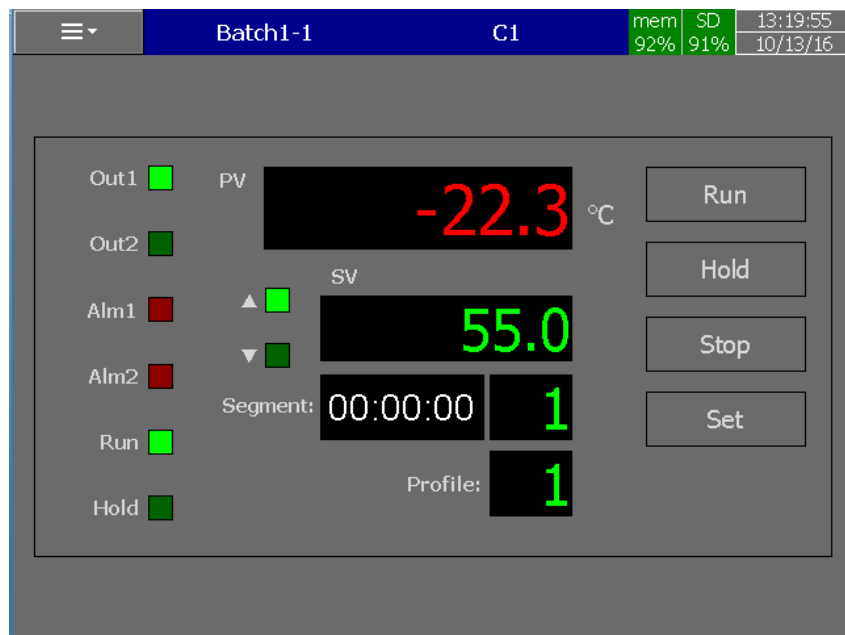 Batch1-1 C1 mem SD 13:19:55
92% 91% 10/13/16
Out1 PV -22.3 °C Run
Out2
SV Hold
Alm1 ▲ 55.0
▼ Stop
Alm2
Segment: 00:00:00 1 Set
Run
Profile: 1
Hold